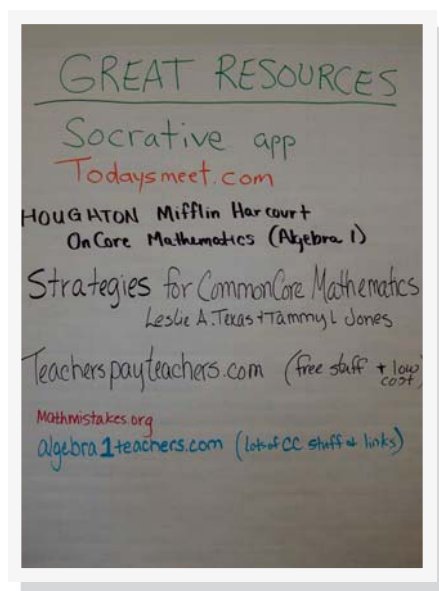 GREAT RESOURCES
Socrative app
Todaysmeet.com
HOUGHTON Mifflin Harcourt
OnCore Mathematics (Algebra 1)
Strategies for CommonCore Mathematics
Leslie A. Texas + Tammy L Jones
Teacherspayteachers.com (free stuff + low
cost)
Mathmistakes.org
algebra1teachers.com (lots of CC stuff + links)